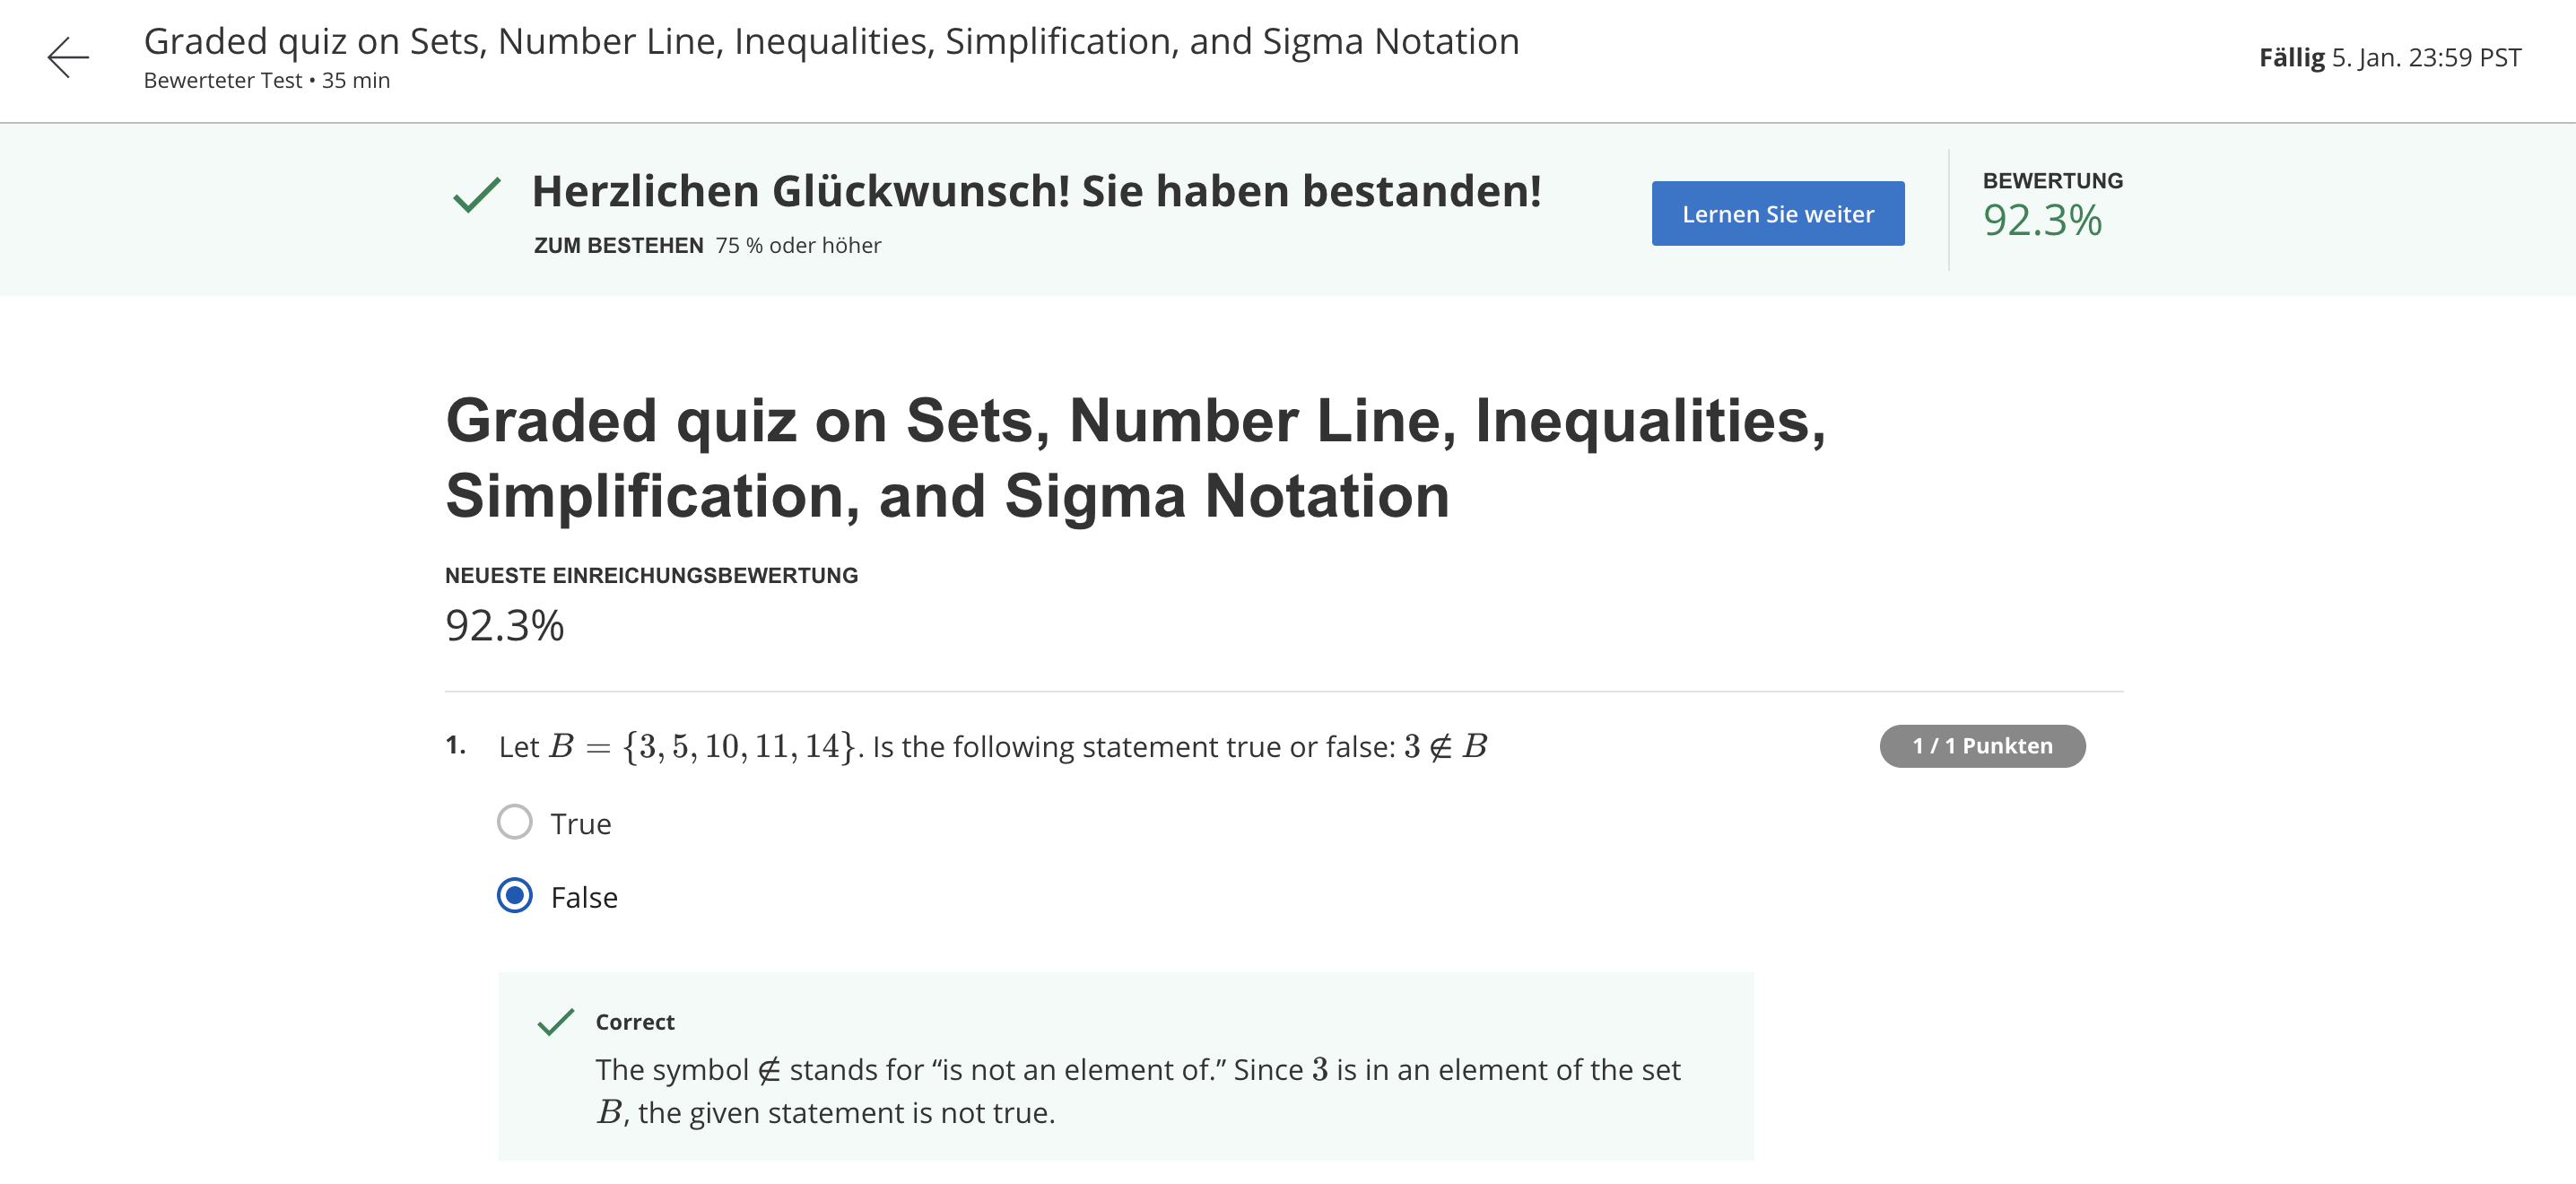 Graded quiz on Sets, Number Line, Inequalities, Simplification, and Sigma Notation
Bewerteter Test • 35 min
Fällig 5. Jan. 23:59 PST
Herzlichen Glückwunsch! Sie haben bestanden!
ZUM BESTEHEN 75 % oder höher
Lernen Sie weiter
BEWERTUNG
92.3%
Graded quiz on Sets, Number Line, Inequalities,
Simplification, and Sigma Notation
NEUESTE EINREICHUNGSBEWERTUNG
92.3%
1. Let B = {3, 5, 10, 11, 14}. Is the following statement true or false: 3 ∉ B
1 / 1 Punkten
True
False
Correct
The symbol ∉ stands for “is not an element of.” Since 3 is in an element of the set
B, the given statement is not true.